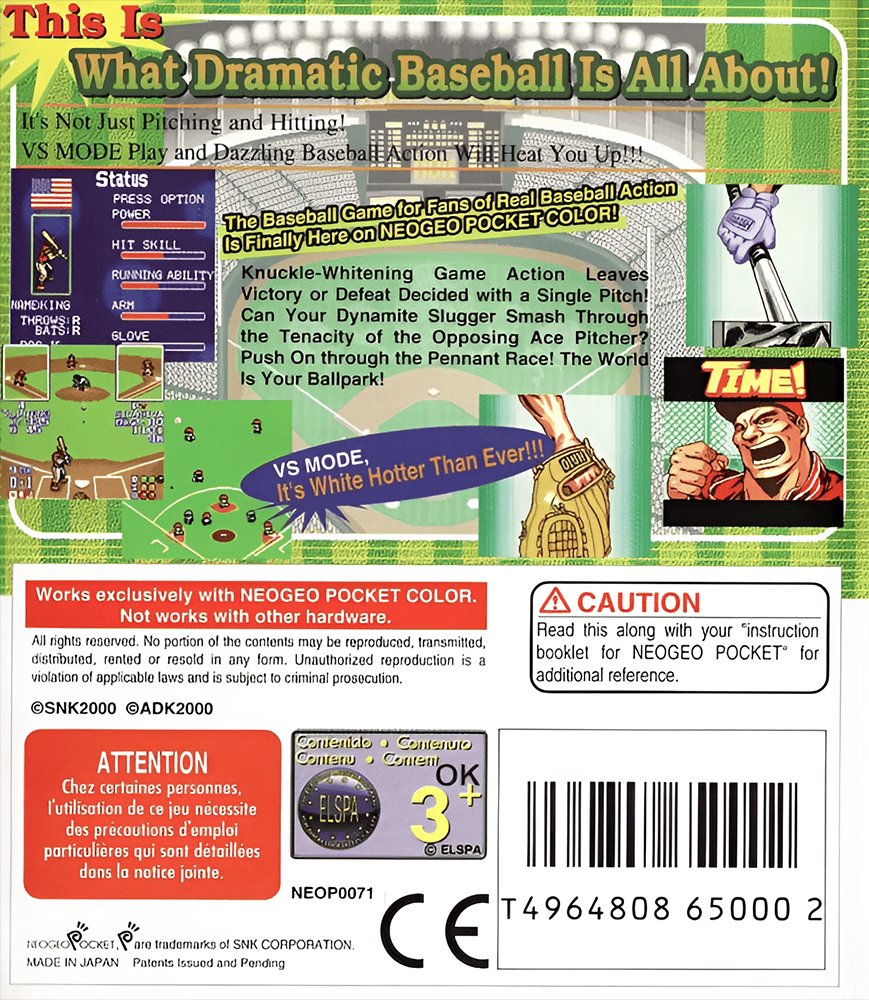 This Is
What Dramatic Baseball Is All About!
It's Not Just Pitching and Hitting!
VS MODE Play and Dazzling Baseball Action Will Heat You Up!!!
Status
PRESS OPTION
POWER
HIT SKILL
RUNNING ABILITY
ARM
GLOVE
NAMOKING
THROWS:R
BATS:R
The Baseball Game for Fans of Real Baseball Action
Is Finally Here on NEOGEO POCKET COLOR!
Knuckle-Whitening Game Action Leaves
Victory or Defeat Decided with a Single Pitch!
Can Your Dynamite Slugger Smash Through
the Tenacity of the Opposing Ace Pitcher?
Push On through the Pennant Race! The World
Is Your Ballpark!
TIME!
VS MODE,
It's White Hotter Than Ever!!!
Works exclusively with NEOGEO POCKET COLOR.
Not works with other hardware.
All rights reserved. No portion of the contents may be reproduced, transmitted,
distributed, rented or resold in any form. Unauthorized reproduction is a
violation of applicable laws and is subject to criminal prosecution.
©SNK2000 ©ADK2000
CAUTION
Read this along with your "instruction
booklet for NEOGEO POCKET" for
additional reference.
ATTENTION
Chez certaines personnes,
l'utilisation de ce jeu nécessite
des précautions d'emploi
particulières qui sont détaillées
dans la notice jointe.
Contenido • Contenuto
Contenu • Content
ELSPA
OK
3+
© ELSPA
NEOP0071
CE
T4964808 65000 2
NEOGEO POCKET, P are trademarks of SNK CORPORATION.
MADE IN JAPAN Patents Issued and Pending